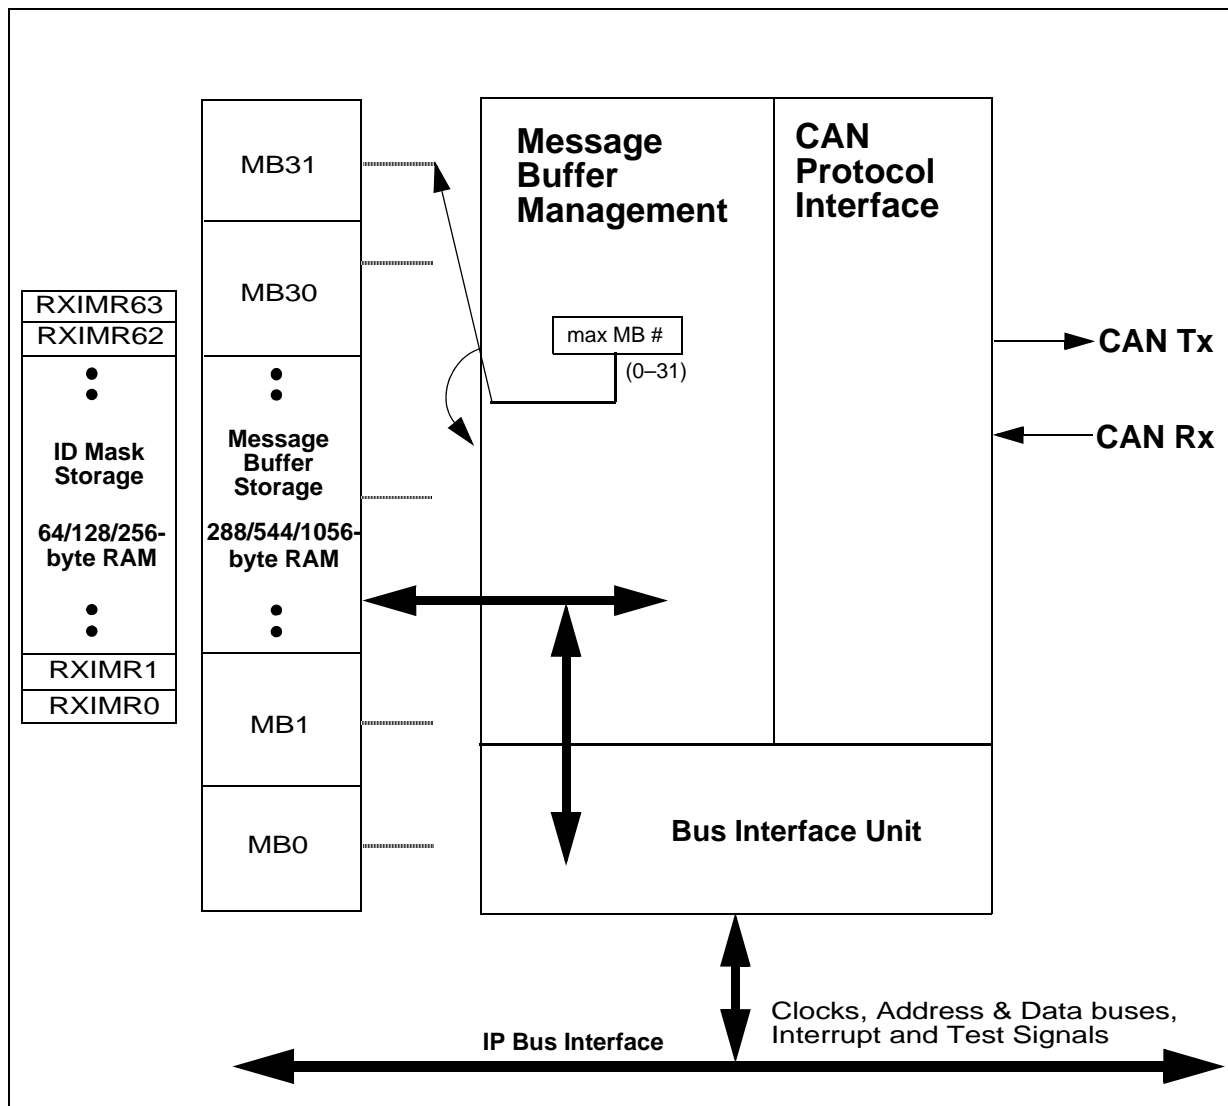 RXIMR63
RXIMR62
ID Mask
Storage
64/128/256-
byte RAM
RXIMR1
RXIMR0
MB31
MB30
Message
Buffer
Storage
288/544/1056-
byte RAM
MB1
MB0
Message
Buffer
Management
max MB #
(0–31)
CAN
Protocol
Interface
CAN Tx
CAN Rx
Bus Interface Unit
Clocks, Address & Data buses,
Interrupt and Test Signals
IP Bus Interface